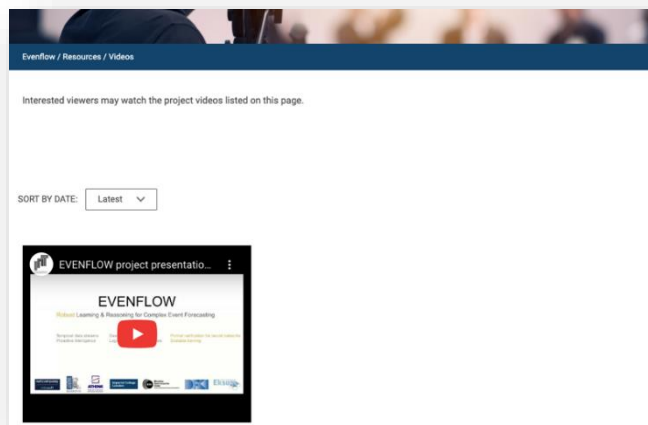 Evenflow / Resources / Videos
Interested viewers may watch the project videos listed on this page.
SORT BY DATE: Latest
EVENFLOW project presentatio...
EVENFLOW
Robust Learning & Reasoning for Complex Event Forecasting